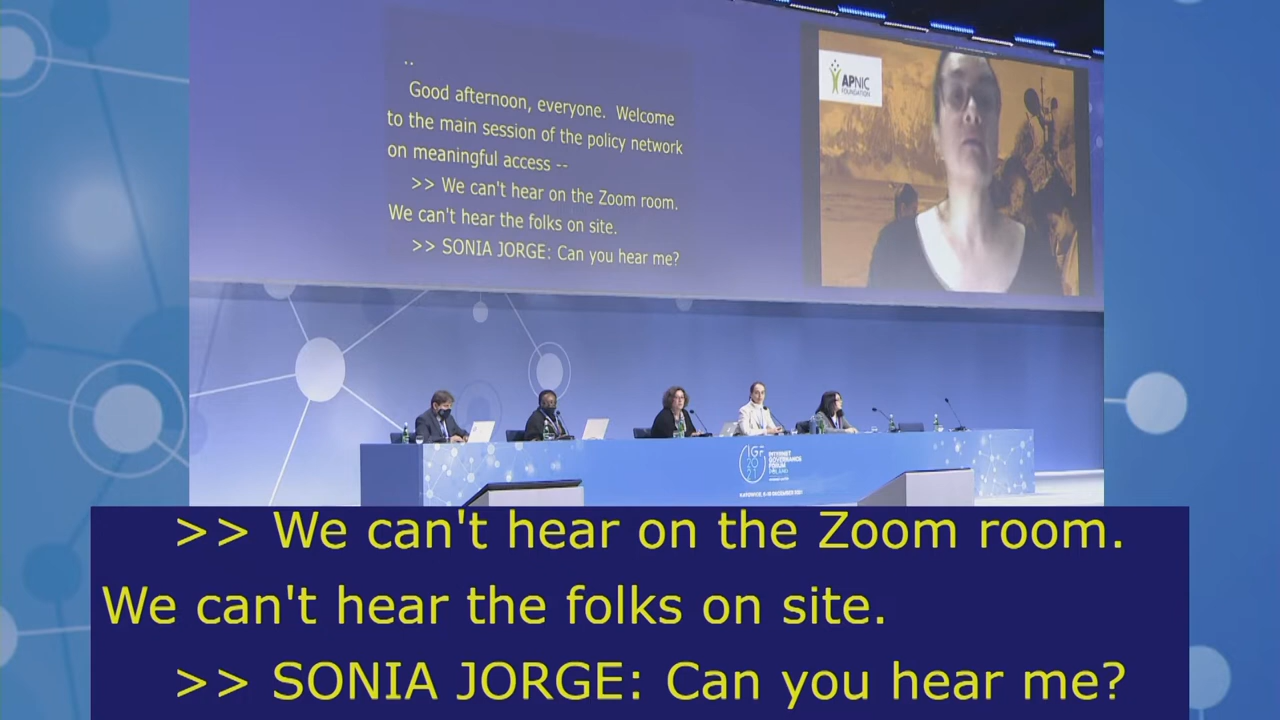 ..
Good afternoon, everyone. Welcome
to the main session of the policy network
on meaningful access --
>> We can't hear on the Zoom room.
We can't hear the folks on site.
>> SONIA JORGE: Can you hear me?
APNIC
FOUNDATION
IGF
20
21
INTERNET
GOVERNANCE
FORUM
>> We can't hear on the Zoom room.
We can't hear the folks on site.
>> SONIA JORGE: Can you hear me?